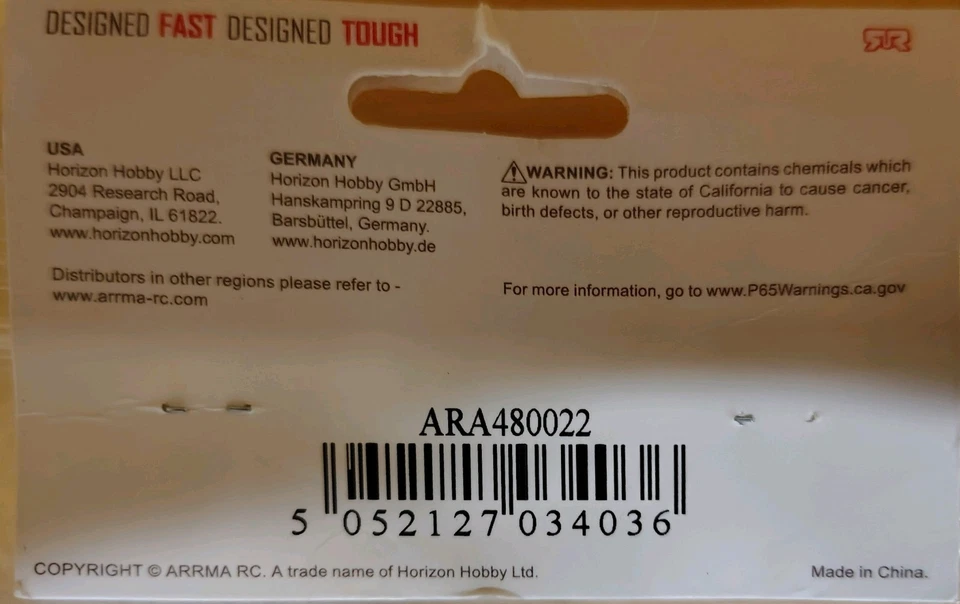 DESIGNED FAST DESIGNED TOUGH
USA
Horizon Hobby LLC
2904 Research Road,
Champaign, IL 61822.
www.horizonhobby.com
GERMANY
Horizon Hobby GmbH
Hanskampring 9 D 22885,
Barsbüttel, Germany.
www.horizonhobby.de
⚠WARNING: This product contains chemicals which
are known to the state of California to cause cancer,
birth defects, or other reproductive harm.
Distributors in other regions please refer to -
www.arrma-rc.com
For more information, go to www.P65Warnings.ca.gov
ARA480022
5 052127 034036
COPYRIGHT © ARRMA RC. A trade name of Horizon Hobby Ltd.
Made in China.